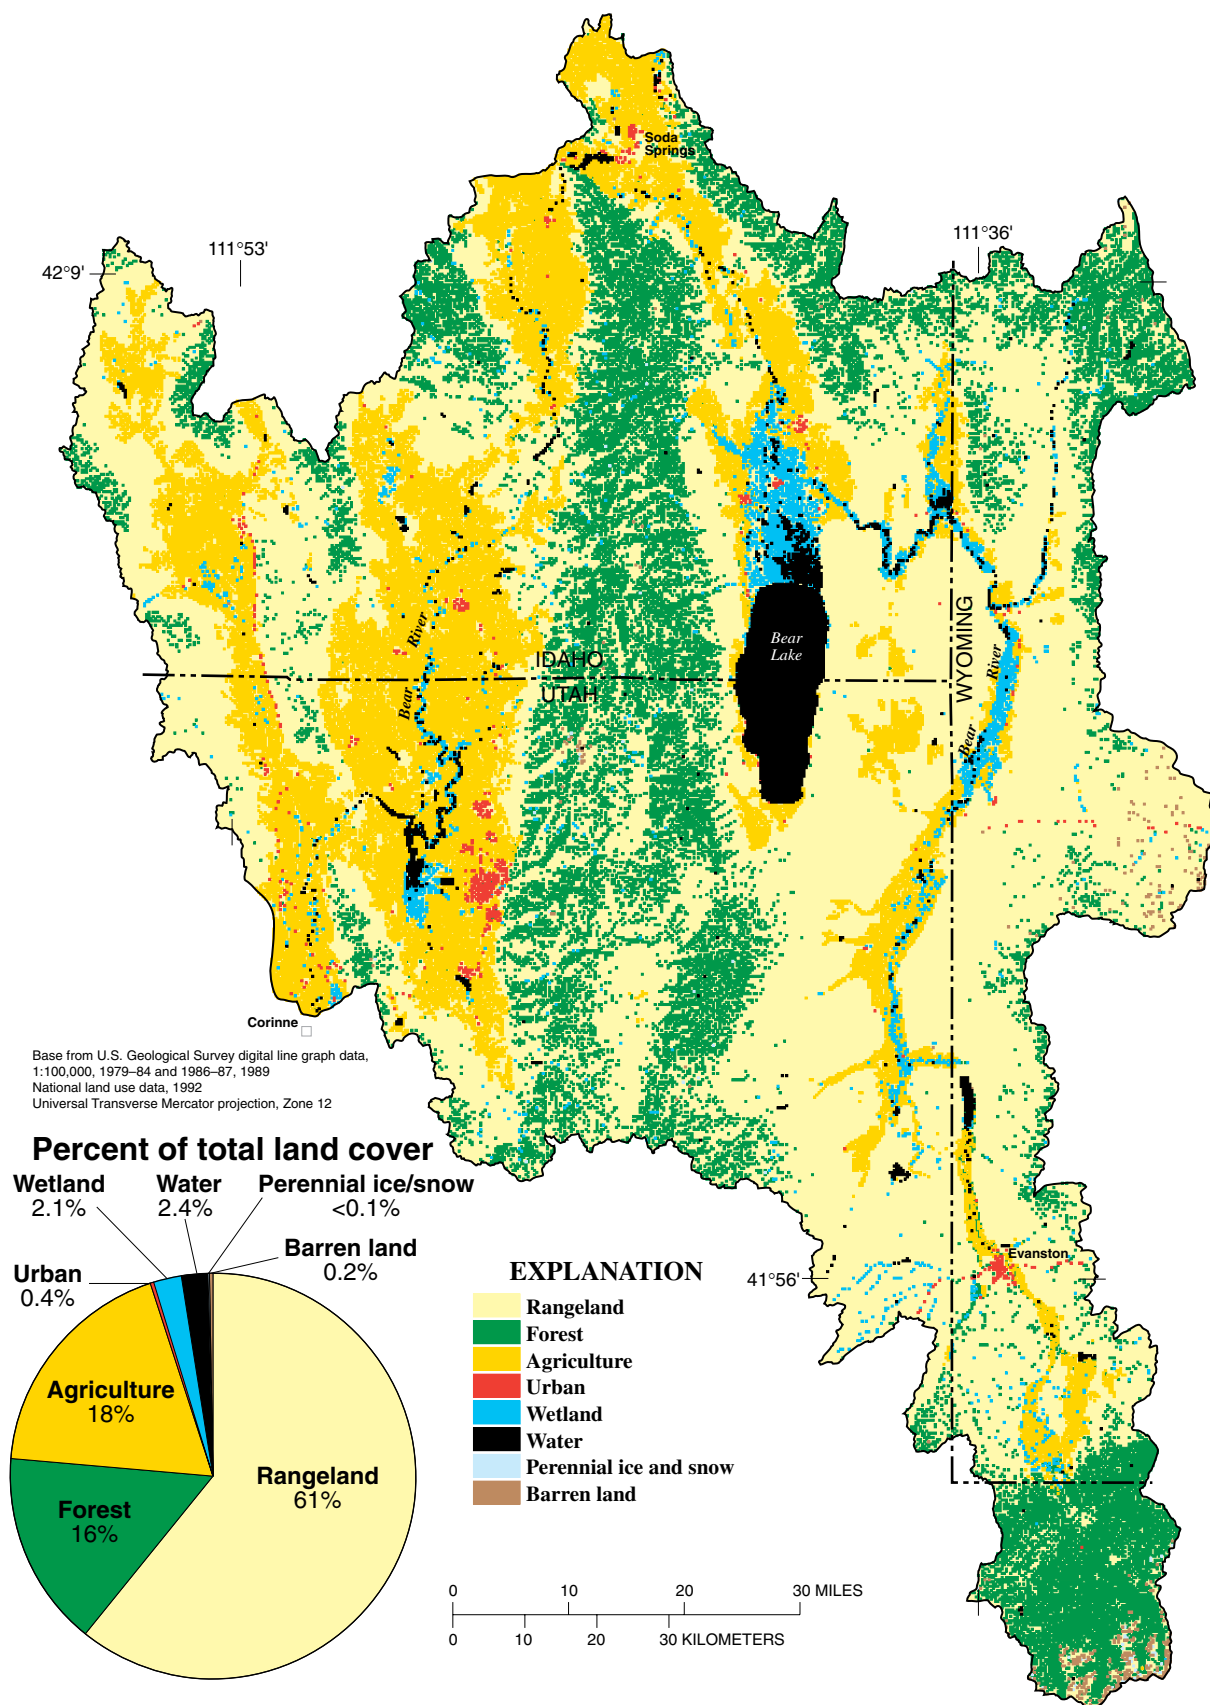 Soda
Springs
111°53'
111°36'
42°9'
Bear
River
IDAHO
UTAH
Bear
Lake
WYOMING
River
Bear
Corinne
Base from U.S. Geological Survey digital line graph data,
1:100,000, 1979–84 and 1986–87, 1989
National land use data, 1992
Universal Transverse Mercator projection, Zone 12
Percent of total land cover
Wetland
2.1%
Water
2.4%
Perennial ice/snow
<0.1%
Barren land
0.2%
Urban
0.4%
Agriculture
18%
Forest
16%
Rangeland
61%
Evanston
41°56'
EXPLANATION
Rangeland
Forest
Agriculture
Urban
Wetland
Water
Perennial ice and snow
Barren land
0 10 20 30 MILES
0 10 20 30 KILOMETERS